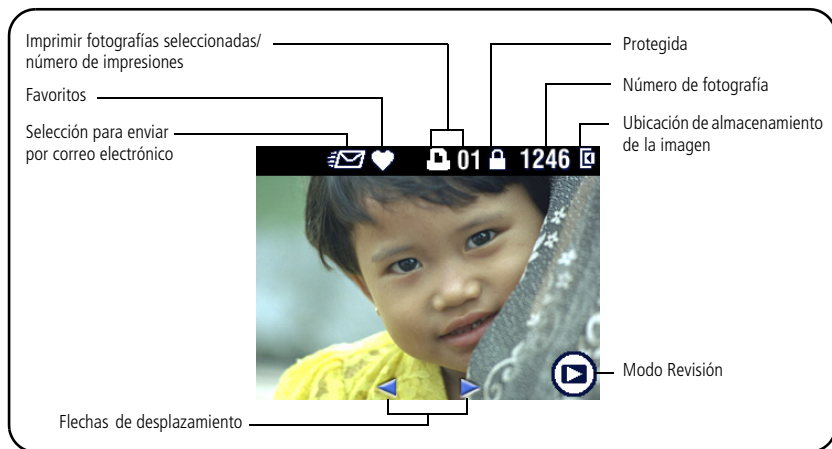 Imprimir fotografías seleccionadas/
número de impresiones
Favoritos
Selección para enviar
por correo electrónico
Protegida
Número de fotografía
Ubicación de almacenamiento
de la imagen
01 1246
Modo Revisión
Flechas de desplazamiento